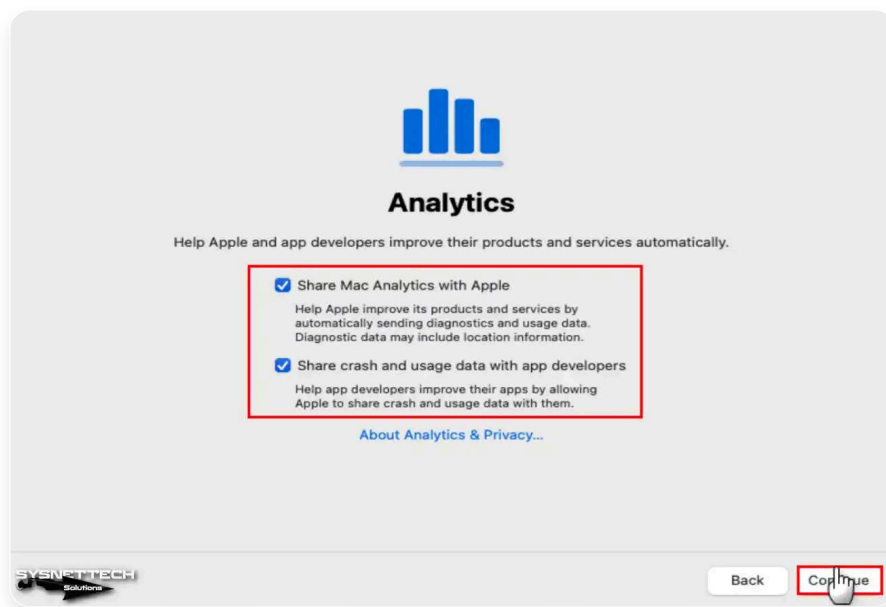 Analytics
Help Apple and app developers improve their products and services automatically.
Share Mac Analytics with Apple
Help Apple improve its products and services by
automatically sending diagnostics and usage data.
Diagnostic data may include location information.
Share crash and usage data with app developers
Help app developers improve their apps by allowing
Apple to share crash and usage data with them.
About Analytics & Privacy...
SYSNETTECH
Solutions
Back
Continue